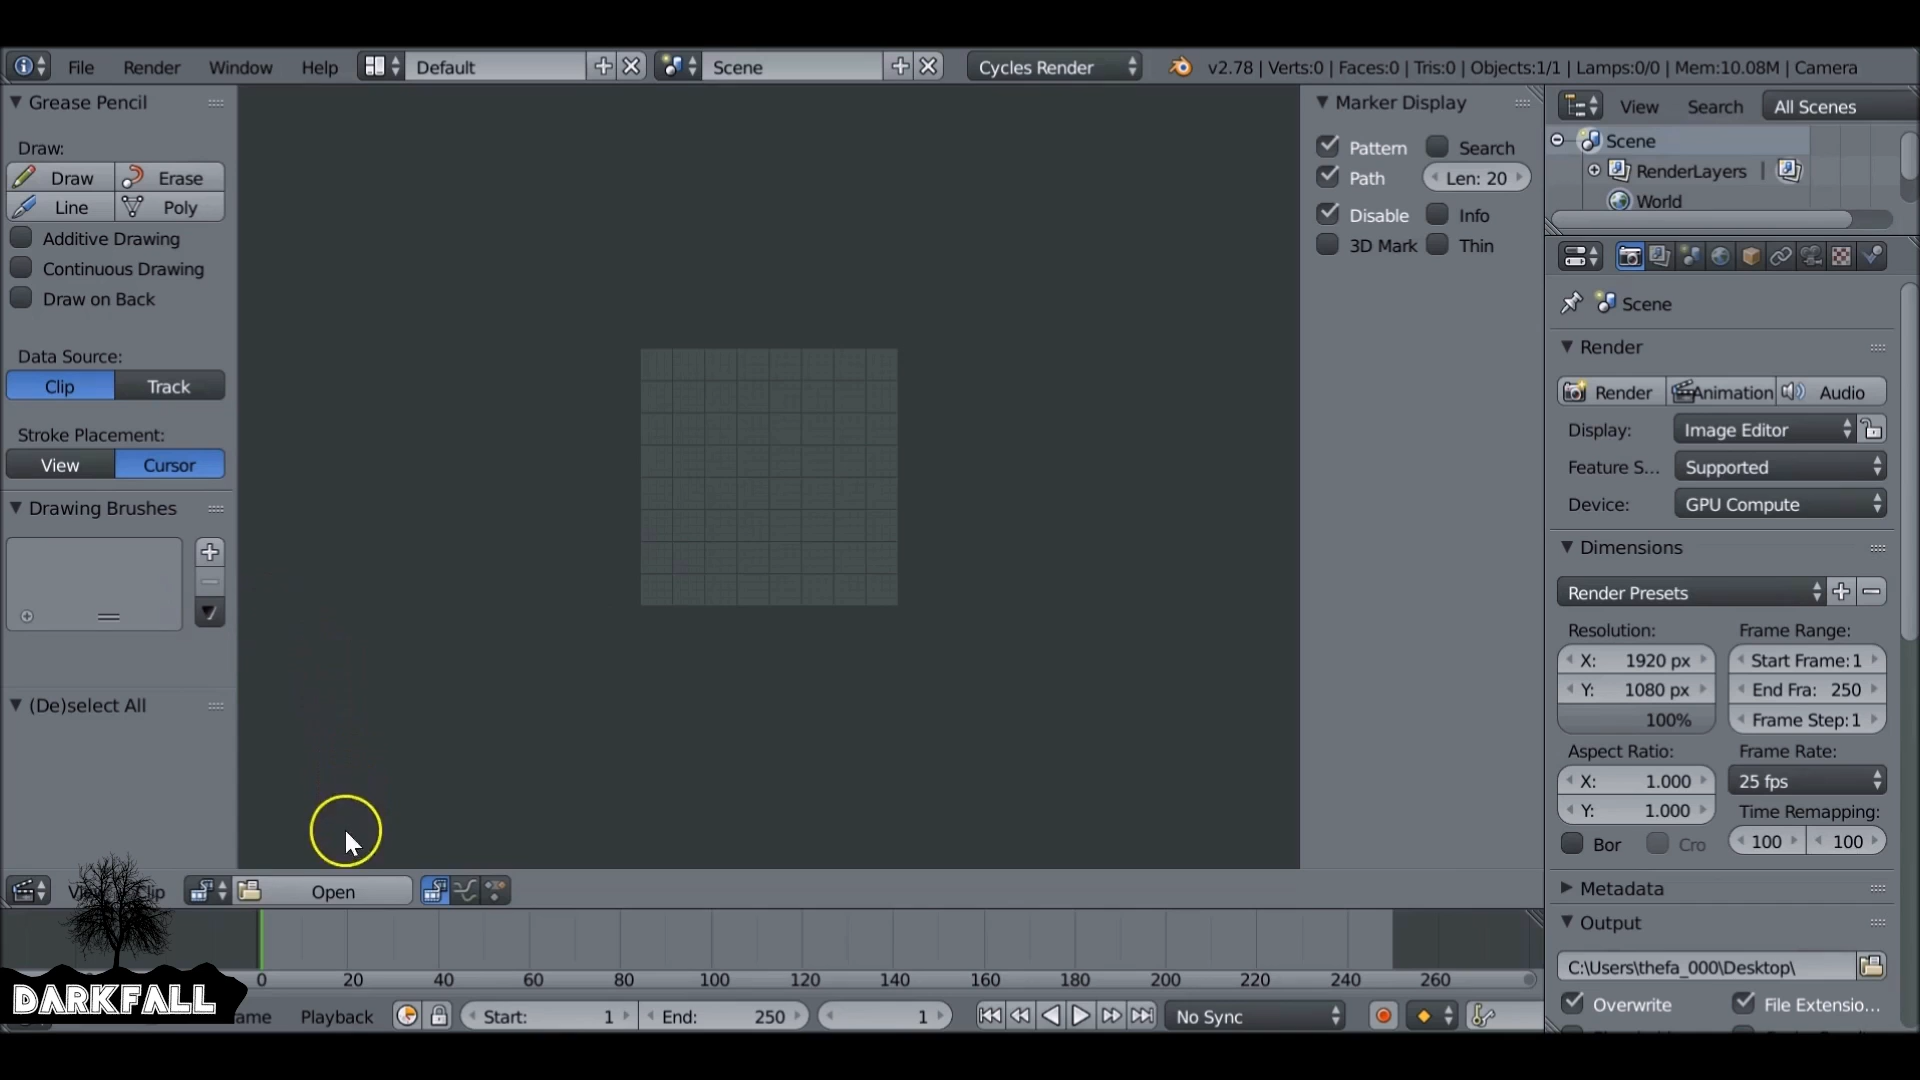 File Render Window Help Default Scene Cycles Render v2.78 | Verts:0 | Faces:0 | Tris:0 | Objects:1/1 | Lamps:0/0 | Mem:10.08M | Camera
Grease Pencil
Draw:
Draw Erase
Line Poly
Additive Drawing
Continuous Drawing
Draw on Back
Data Source:
Clip Track
Stroke Placement:
View Cursor
Drawing Brushes
(De)select All
Marker Display
Pattern Search
Path Len: 20
Disable Info
3D Mark Thin
View Search All Scenes
Scene
RenderLayers |
World
Scene
Render
Render Animation Audio
Display: Image Editor
Feature S... Supported
Device: GPU Compute
Dimensions
Render Presets
Resolution: Frame Range:
X: 1920 px Start Frame: 1
Y: 1080 px End Fra: 250
100% Frame Step: 1
Aspect Ratio: Frame Rate:
X: 1.000 25 fps
Y: 1.000 Time Remapping:
Bor Cro 100 100
Metadata
Output
C:\Users\thefa_000\Desktop\
Overwrite File Extensio...
Open
0 20 40 60 80 100 120 140 160 180 200 220 240 260
DARKFALL
Playback Start: 1 End: 250 1 No Sync